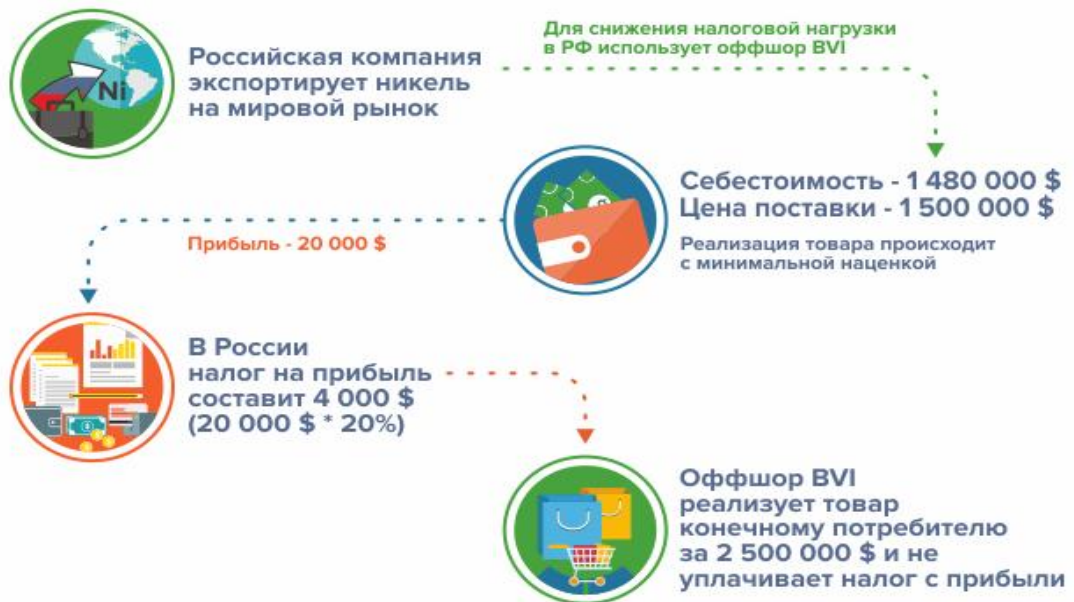 Для снижения налоговой нагрузки
в РФ использует оффшор BVI
Российская компания
экспортирует никель
на мировой рынок
Ni
Себестоимость - 1 480 000 $
Цена поставки - 1 500 000 $
Реализация товара происходит
с минимальной наценкой
Прибыль - 20 000 $
В России
налог на прибыль
составит 4 000 $
(20 000 $ * 20%)
Оффшор BVI
реализует товар
конечному потребителю
за 2 500 000 $ и не
уплачивает налог с прибыли